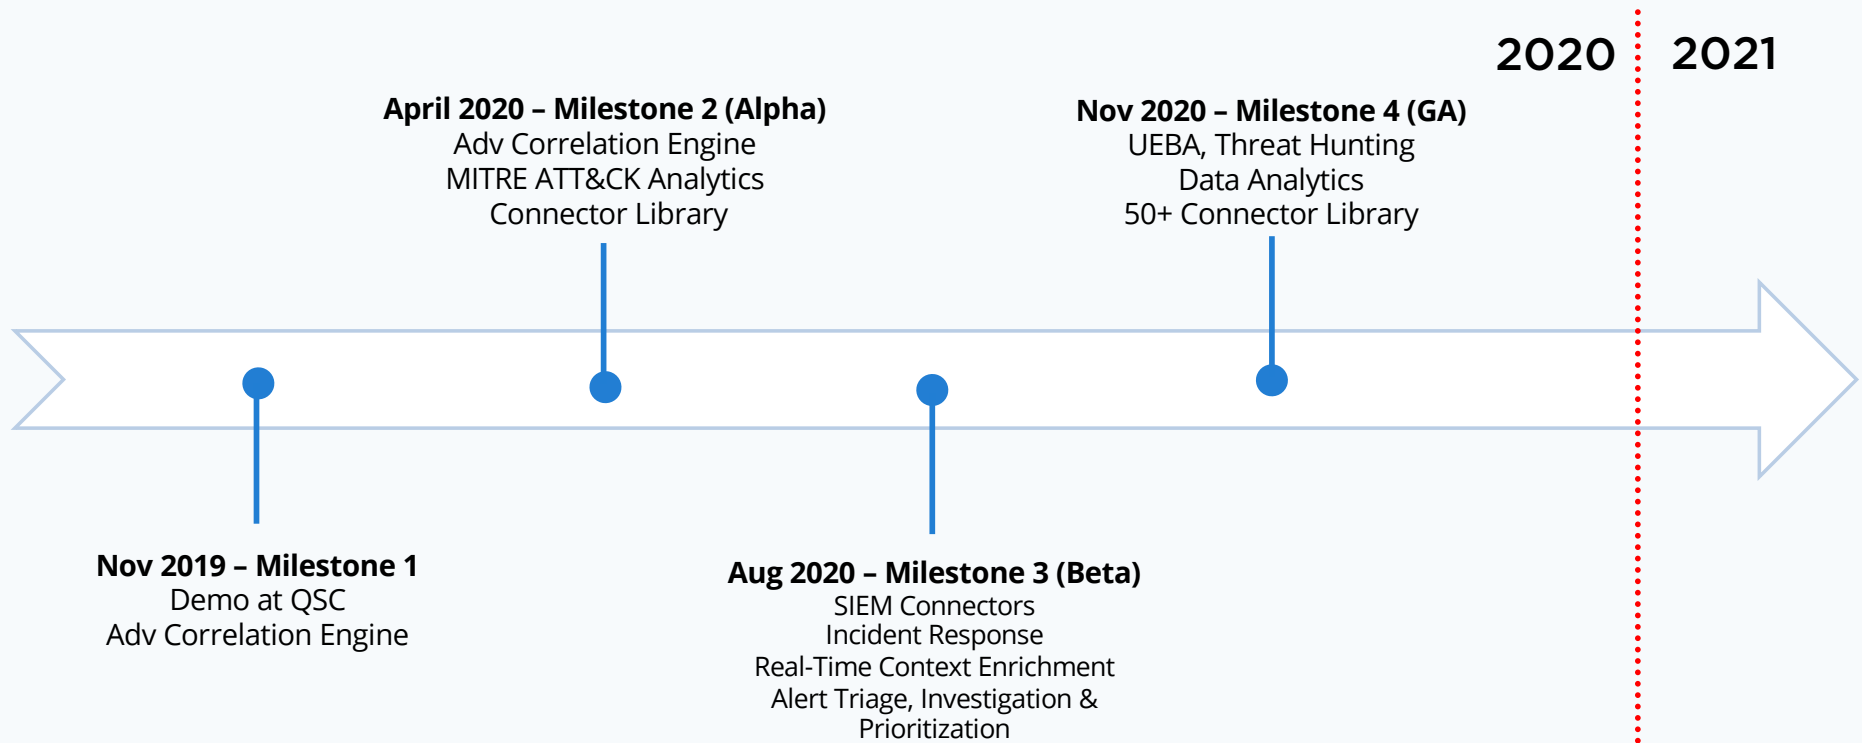 2020
2021
April 2020 – Milestone 2 (Alpha)
Adv Correlation Engine
MITRE ATT&CK Analytics
Connector Library
Nov 2020 – Milestone 4 (GA)
UEBA, Threat Hunting
Data Analytics
50+ Connector Library
Nov 2019 – Milestone 1
Demo at QSC
Adv Correlation Engine
Aug 2020 – Milestone 3 (Beta)
SIEM Connectors
Incident Response
Real-Time Context Enrichment
Alert Triage, Investigation &
Prioritization